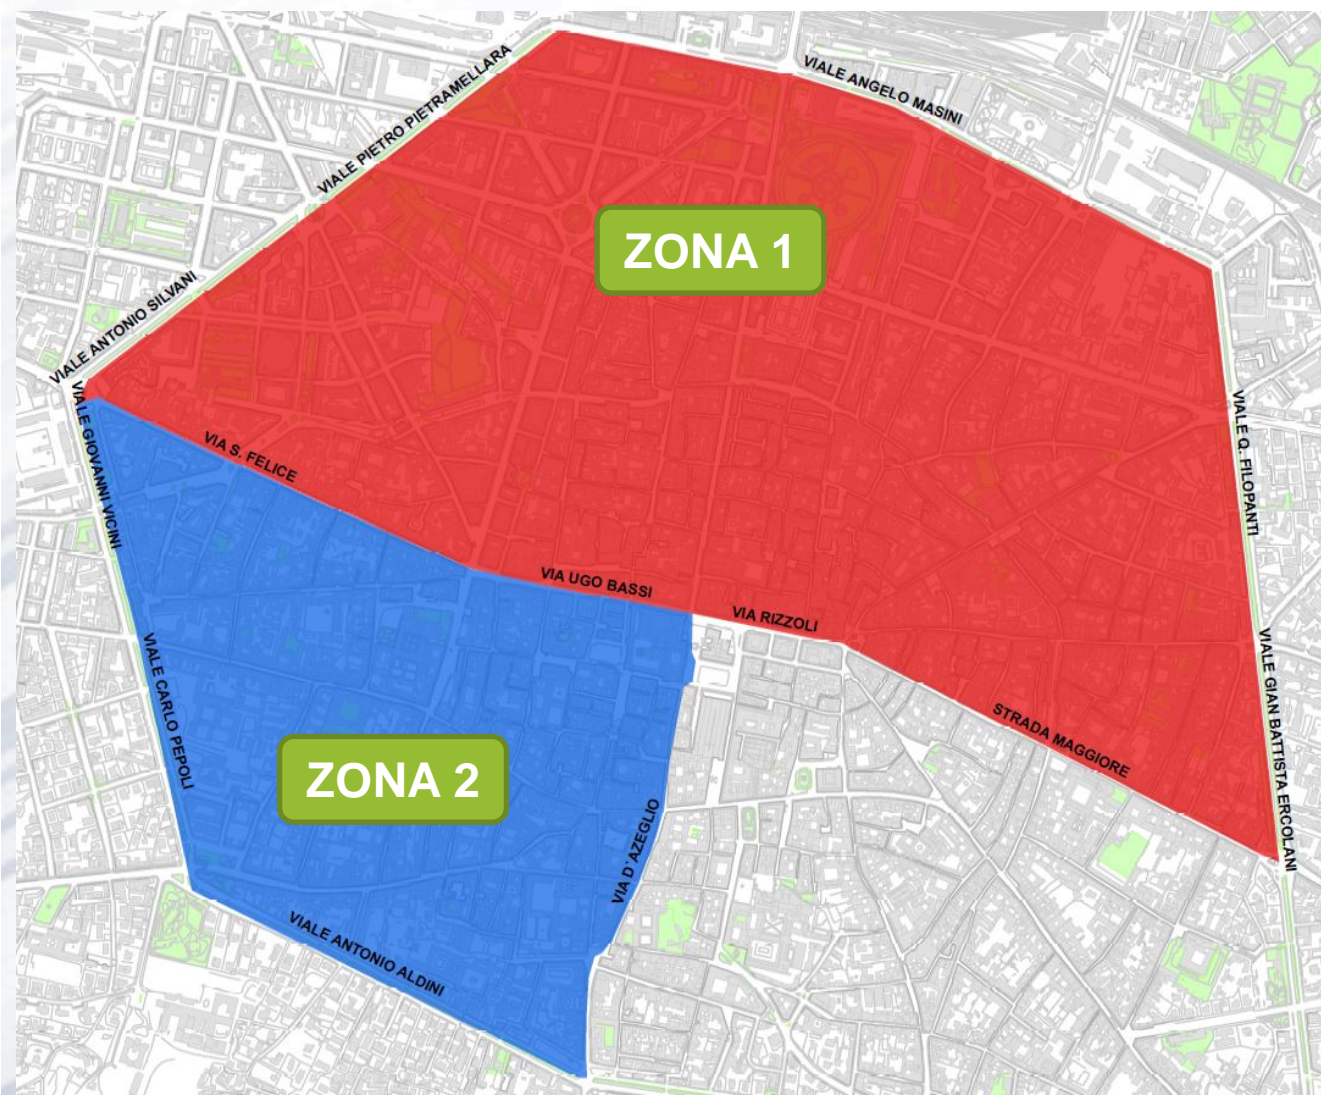 VIALE PIETRO PIETRAMELLARA
VIALE ANGELO MASINI
ZONA 1
VIALE ANTONIO SILVANI
VIALE GIOVANNI VICINI
VIA S. FELICE
VIALE Q. FILOPANTI
VIA UGO BASSI
VIA RIZZOLI
VIALE CARLO PEPOLI
STRADA MAGGIORE
VIALE GIAN BATTISTA ERCOLANI
ZONA 2
VIA D`AZEGLIO
VIALE ANTONIO ALDINI